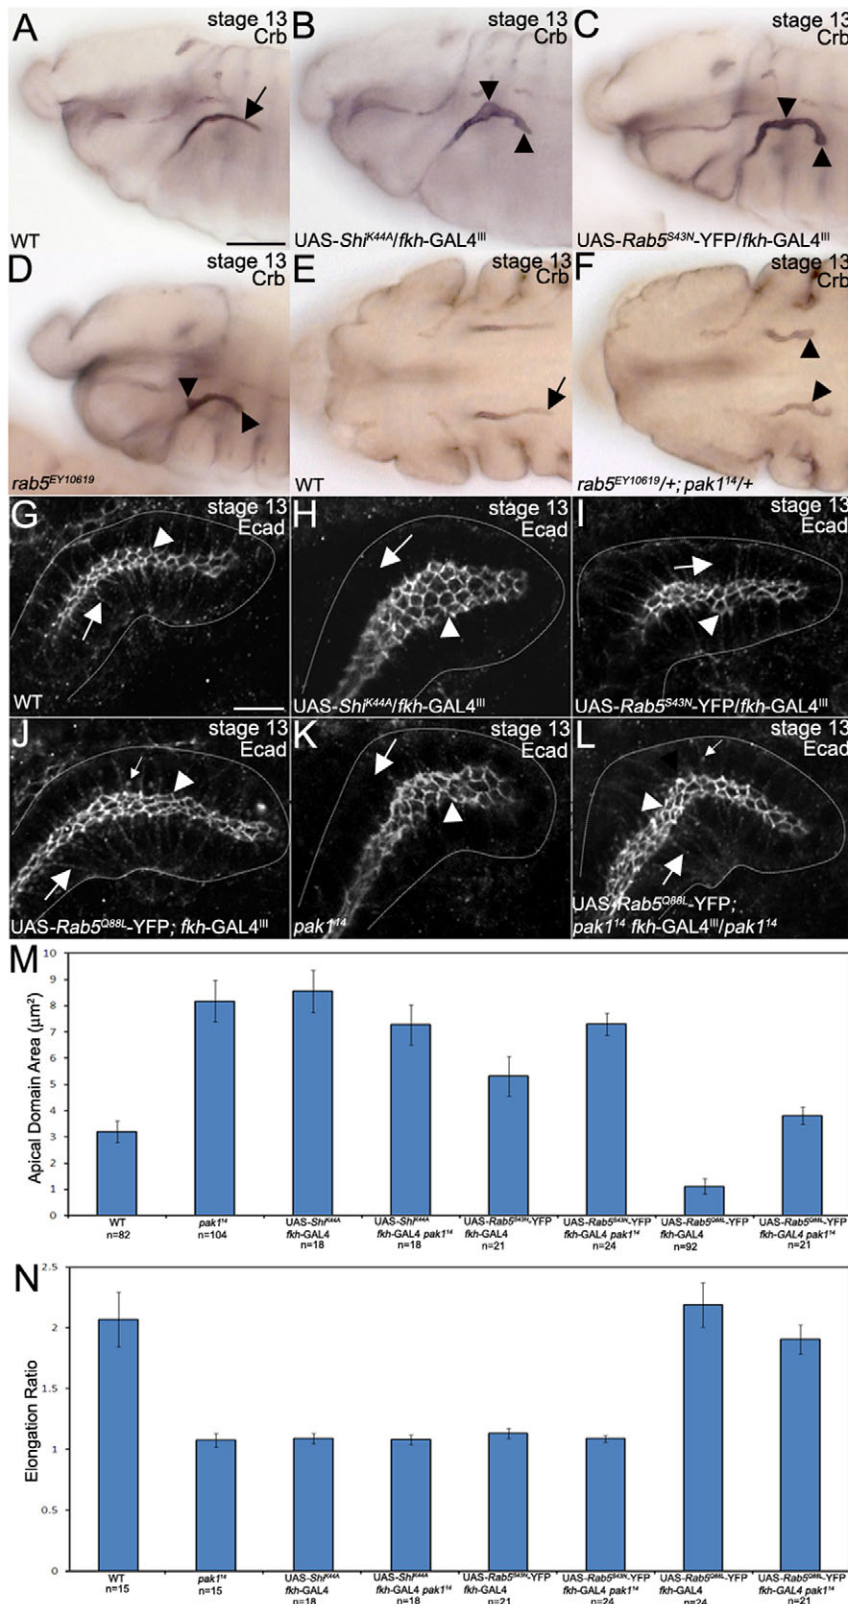 A
stage 13
Crb
WT
B
stage 13
Crb
UAS-Shi^K44A/fkh-GAL4^III
C
stage 13
Crb
UAS-Rab5^S43N-YFP/fkh-GAL4^III
D
stage 13
Crb
rab5^EY10619
E
stage 13
Crb
WT
F
stage 13
Crb
rab5^EY10619/+; pak1^14/+
G
stage 13
Ecad
WT
H
stage 13
Ecad
UAS-Shi^K44A/fkh-GAL4^III
I
stage 13
Ecad
UAS-Rab5^S43N-YFP/fkh-GAL4^III
J
stage 13
Ecad
UAS-Rab5^Q88L-YFP; fkh-GAL4^III
K
stage 13
Ecad
pak1^14
L
stage 13
Ecad
UAS-Rab5^Q88L-YFP;
pak1^14 fkh-GAL4^III/pak1^14
M
Apical Domain Area (µm²)
10
9
8
7
6
5
4
3
2
1
0
WT
n=82
pak1^14
n=104
UAS-Shi^K44A
fkh-GAL4
n=18
UAS-Shi^K44A
fkh-GAL4 pak1^14
n=18
UAS-Rab5^S43N-YFP
fkh-GAL4
n=21
UAS-Rab5^S43N-YFP
fkh-GAL4 pak1^14
n=24
UAS-Rab5^Q88L-YFP
fkh-GAL4
n=92
UAS-Rab5^Q88L-YFP
fkh-GAL4 pak1^14
n=21
N
Elongation Ratio
2.5
2
1.5
1
0.5
0
WT
n=15
pak1^14
n=15
UAS-Shi^K44A
fkh-GAL4
n=18
UAS-Shi^K44A
fkh-GAL4 pak1^14
n=18
UAS-Rab5^S43N-YFP
fkh-GAL4
n=21
UAS-Rab5^S43N-YFP
fkh-GAL4 pak1^14
n=24
UAS-Rab5^Q88L-YFP
fkh-GAL4
n=24
UAS-Rab5^Q88L-YFP
fkh-GAL4 pak1^14
n=21